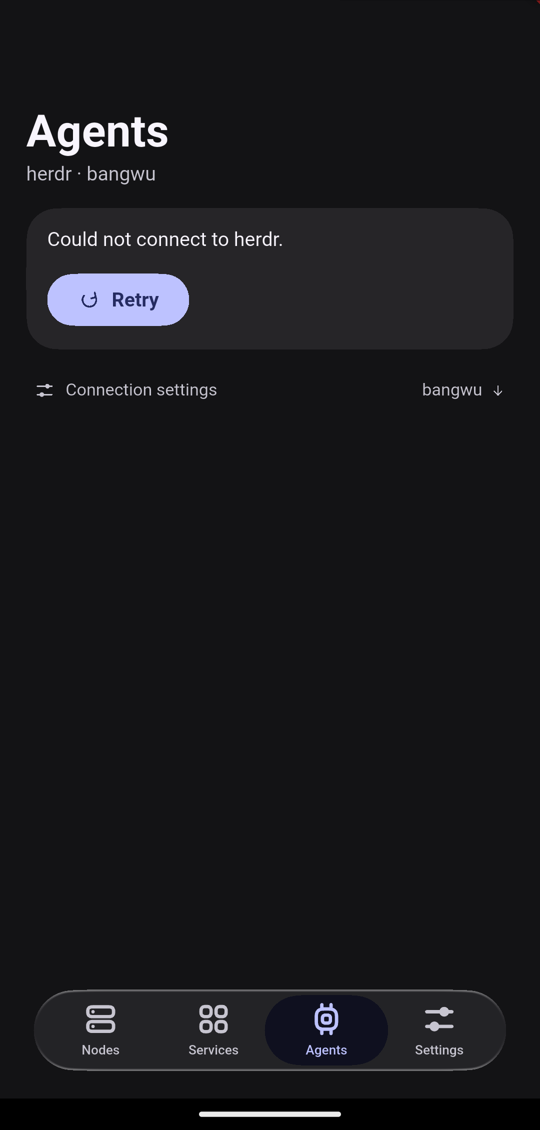 Agents
herdr · bangwu
Could not connect to herdr.
Retry
Connection settings
bangwu ↓
Nodes
Services
Agents
Settings